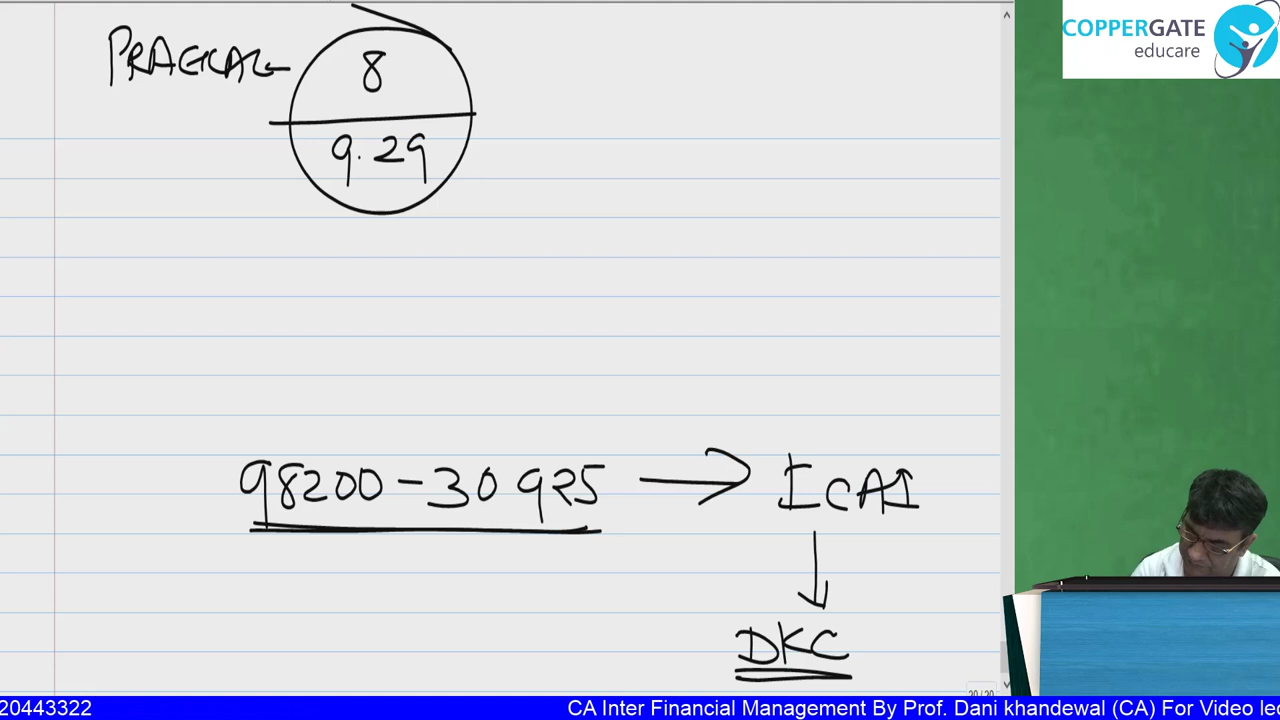 COPPERGATE
educare
8
9.29
98200-30925 → ICAI
DKC
20443322 CA Inter Financial Management By Prof. Dani khandewal (CA) For Video lec